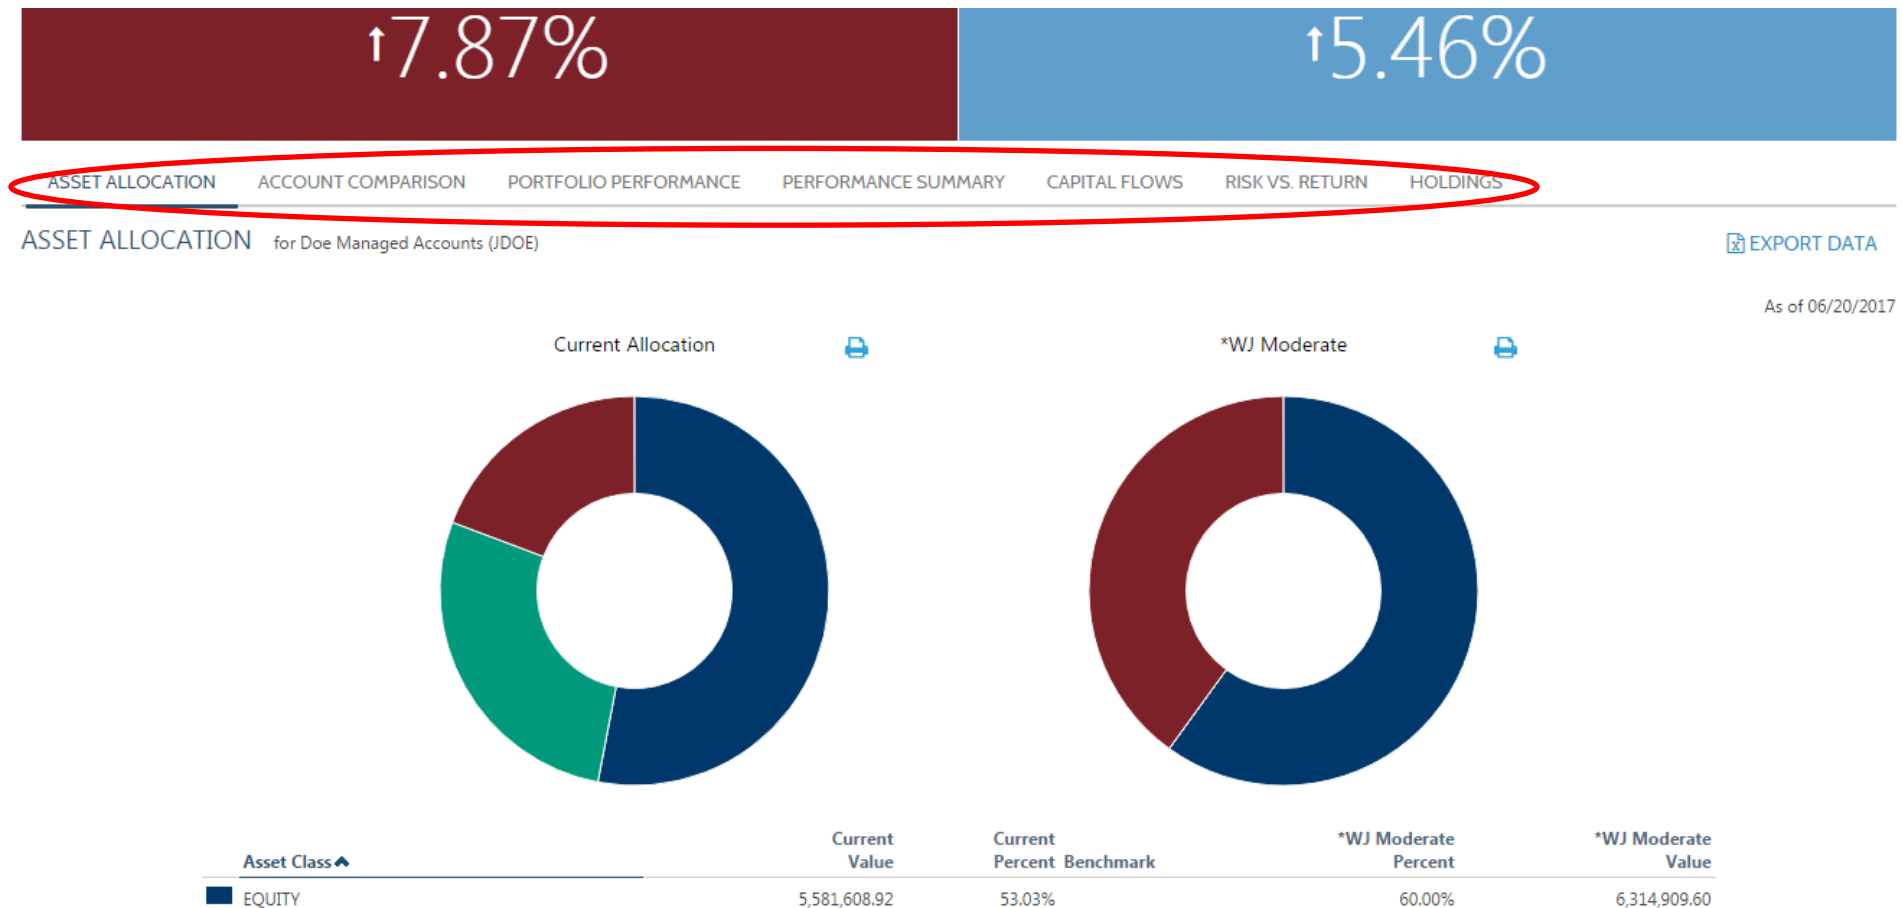 ↑7.87% ↑5.46%
ASSET ALLOCATION ACCOUNT COMPARISON PORTFOLIO PERFORMANCE PERFORMANCE SUMMARY CAPITAL FLOWS RISK VS. RETURN HOLDINGS
ASSET ALLOCATION for Doe Managed Accounts (JDOE) EXPORT DATA
As of 06/20/2017
Current Allocation *WJ Moderate
Current Current *WJ Moderate *WJ Moderate
Asset Class Value Percent Benchmark Percent Value
EQUITY 5,581,608.92 53.03% 60.00% 6,314,909.60